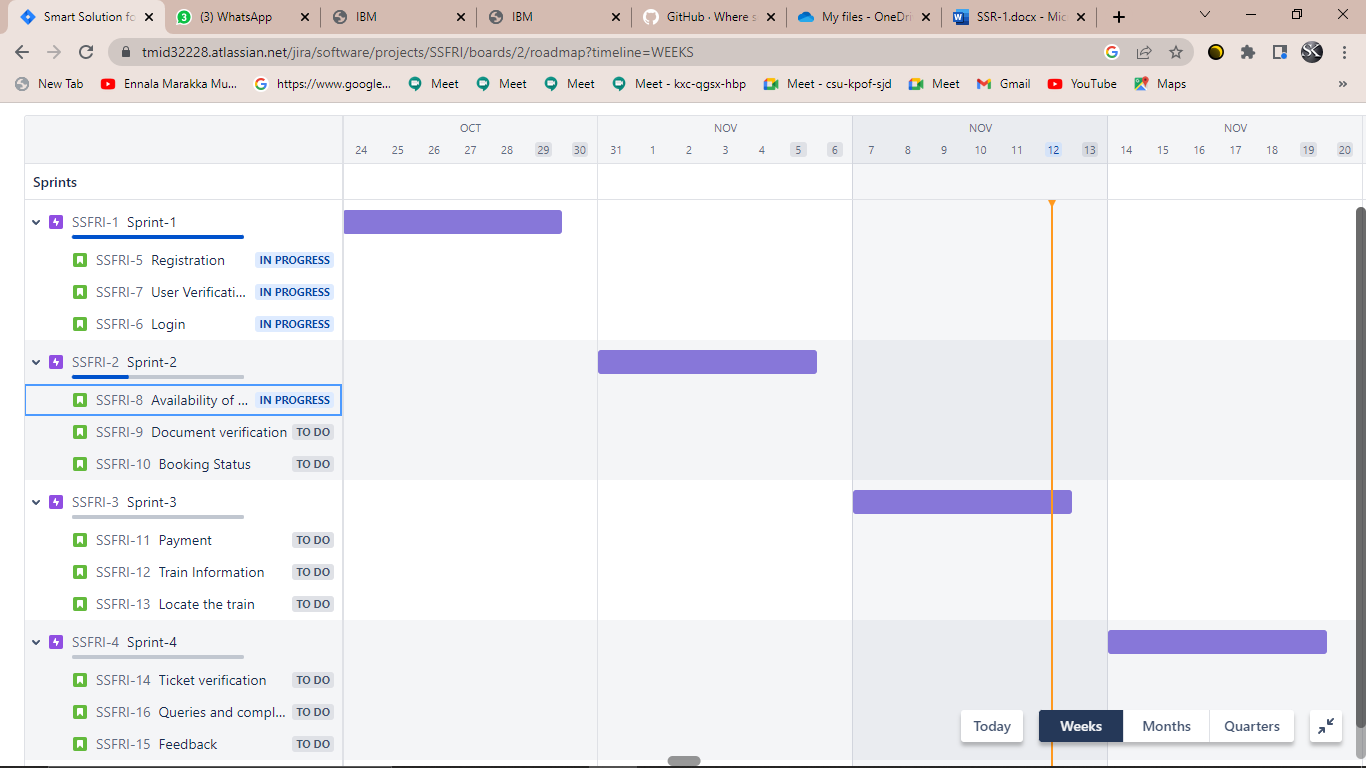 Smart Solution fo
3 (3) WhatsApp
IBM
IBM
GitHub · Where s
My files - OneDri
SSR-1.docx - Mic
tmid32228.atlassian.net/jira/software/projects/SSFRI/boards/2/roadmap?timeline=WEEKS
New Tab
Ennala Marakka Mu...
https://www.google...
Meet
Meet
Meet
Meet - kxc-qgsx-hbp
Meet - csu-kpof-sjd
Meet
Gmail
YouTube
Maps
OCT NOV NOV NOV
24 25 26 27 28 29 30 31 1 2 3 4 5 6 7 8 9 10 11 12 13 14 15 16 17 18 19 20
Sprints
SSFRI-1 Sprint-1
SSFRI-5 Registration IN PROGRESS
SSFRI-7 User Verificati... IN PROGRESS
SSFRI-6 Login IN PROGRESS
SSFRI-2 Sprint-2
SSFRI-8 Availability of ... IN PROGRESS
SSFRI-9 Document verification TO DO
SSFRI-10 Booking Status TO DO
SSFRI-3 Sprint-3
SSFRI-11 Payment TO DO
SSFRI-12 Train Information TO DO
SSFRI-13 Locate the train TO DO
SSFRI-4 Sprint-4
SSFRI-14 Ticket verification TO DO
SSFRI-16 Queries and compl... TO DO
SSFRI-15 Feedback TO DO
Today Weeks Months Quarters